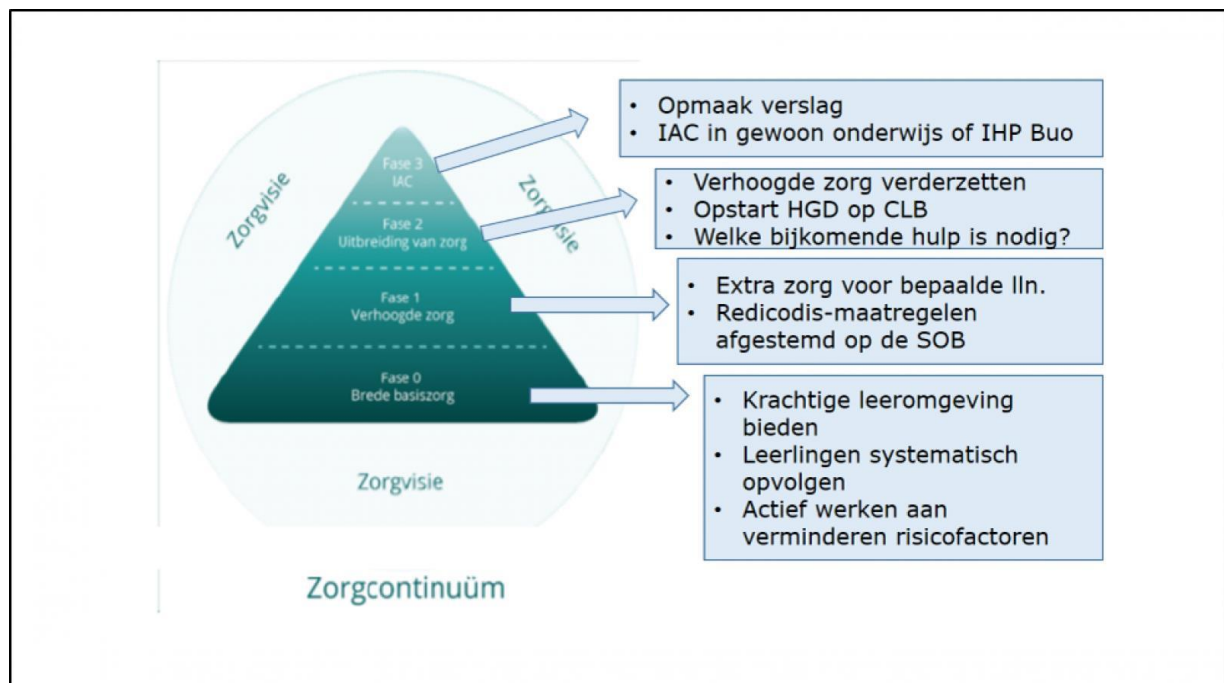 • Opmaak verslag
• IAC in gewoon onderwijs of IHP Buo
Fase 3
IAC
Zorgvisie
Zorgvisie
• Verhoogde zorg verderzetten
• Opstart HGD op CLB
• Welke bijkomende hulp is nodig?
Fase 2
Uitbreiding van zorg
• Extra zorg voor bepaalde lln.
• Redicodis-maatregelen
afgestemd op de SOB
Fase 1
Verhoogde zorg
Fase 0
Brede basiszorg
• Krachtige leeromgeving
bieden
• Leerlingen systematisch
opvolgen
• Actief werken aan
verminderen risicofactoren
Zorgvisie
Zorgcontinuüm